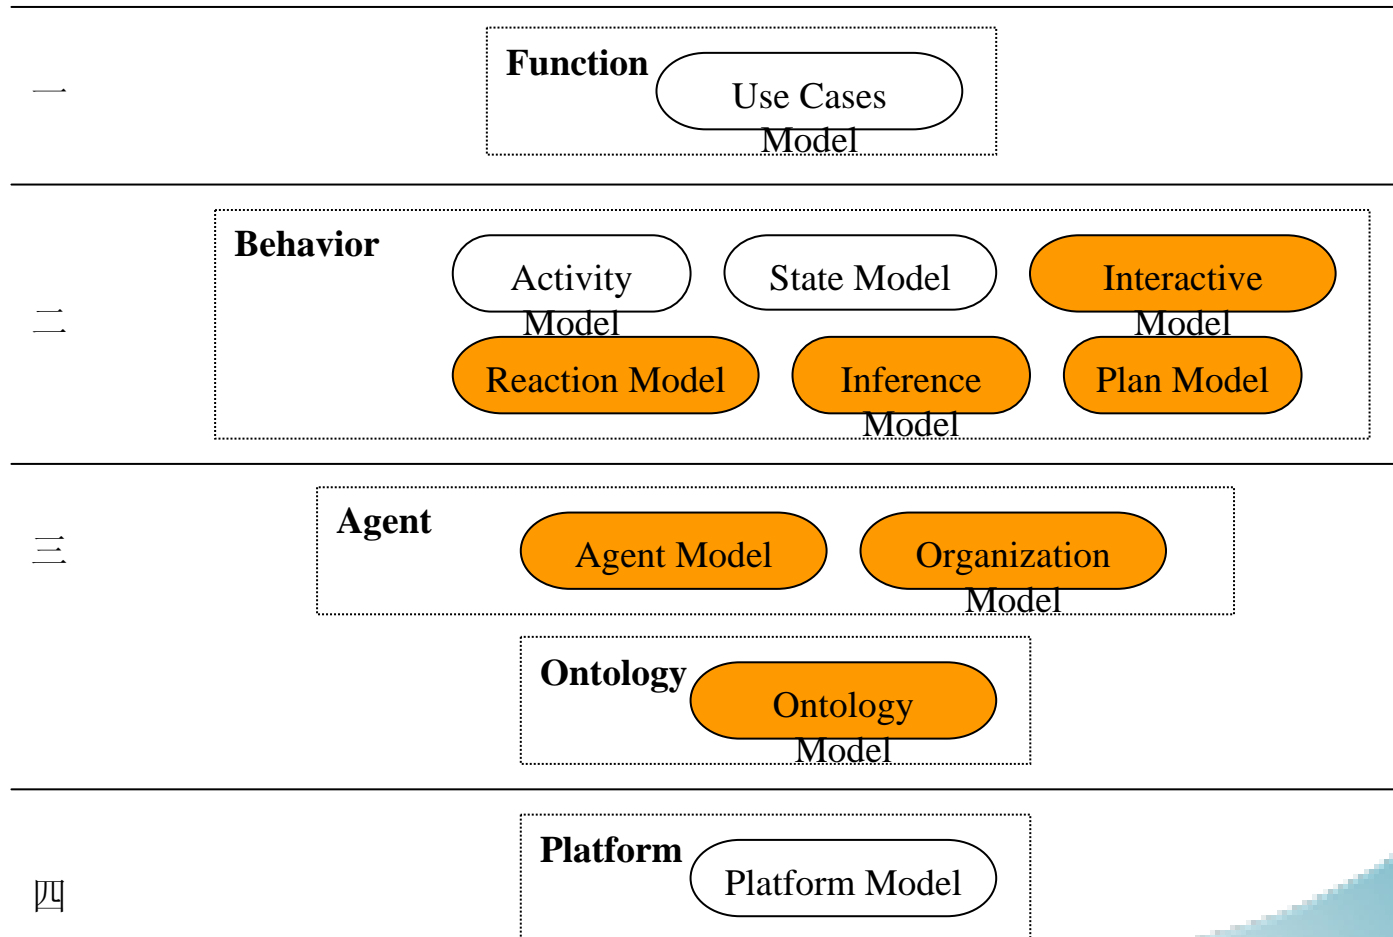 一
Function
Use Cases
Model
二
Behavior
Activity
Model
State Model
Interactive
Model
Reaction Model
Inference
Model
Plan Model
三
Agent
Agent Model
Organization
Model
Ontology
Ontology
Model
四
Platform
Platform Model